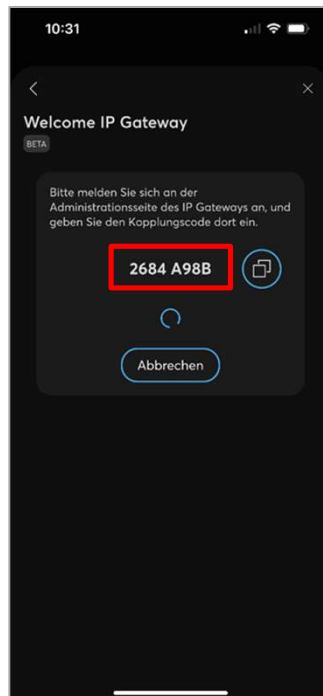 10:31
Welcome IP Gateway
BETA
Bitte melden Sie sich an der
Administrationsseite des IP Gateways an, und
geben Sie den Kopplungscode dort ein.
2684 A98B
Abbrechen